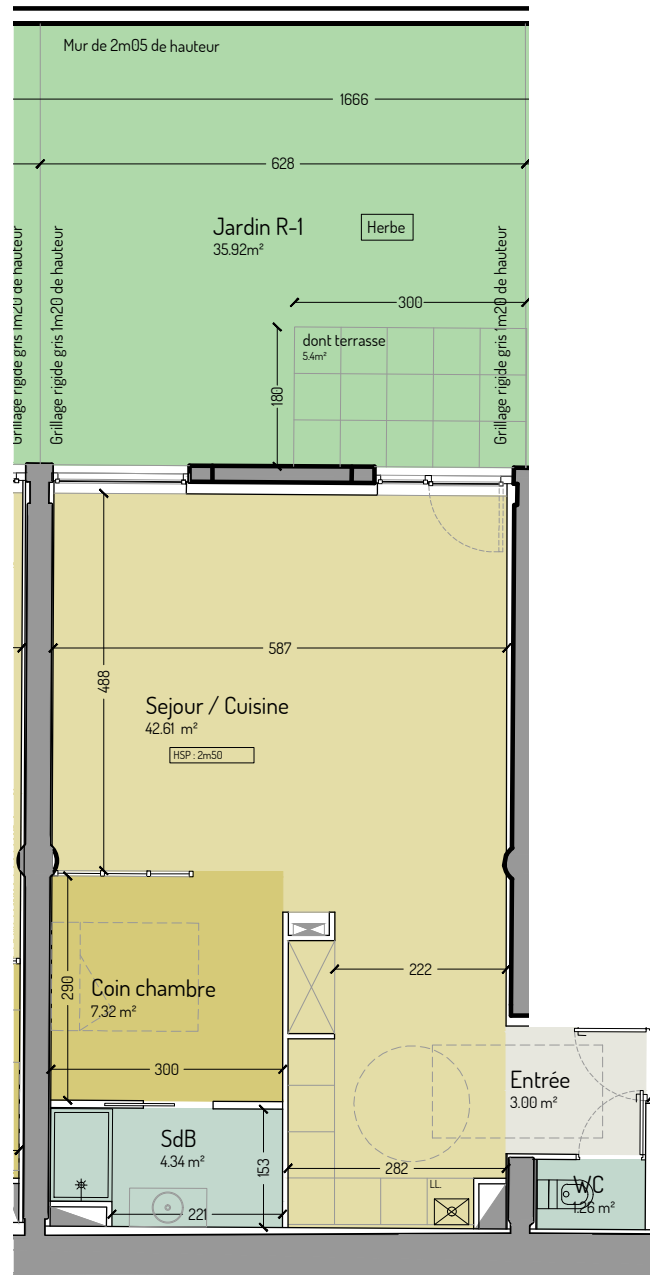 Mur de 2m05 de hauteur
1666
628
Jardin R-1
35.92m²
Herbe
Grillage rigide gris 1m20 de hauteur
Grillage rigide gris 1m20 de hauteur
Grillage rigide gris 1m20 de hauteur
300
dont terrasse
5.4m²
180
587
488
Sejour / Cuisine
42.61 m²
HSP : 2m50
290
Coin chambre
7.32 m²
222
300
Entrée
3.00 m²
SdB
4.34 m²
153
282
LL
WC
1.26 m²
221